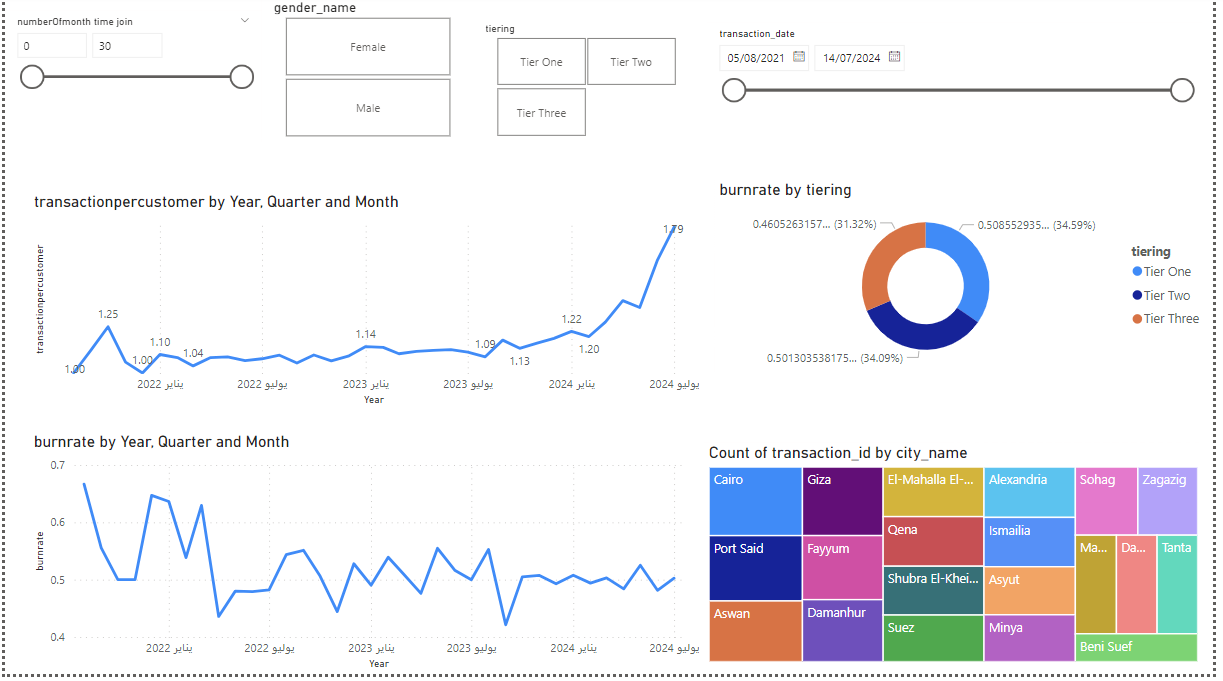 numberOfmonth time join
0
30
gender_name
Female
Male
tiering
Tier One
Tier Two
Tier Three
transaction_date
05/08/2021
14/07/2024
transactionpercustomer by Year, Quarter and Month
transactionpercustomer
1.00
1.25
1.00
1.10
1.04
1.14
1.09
1.13
1.22
1.20
1.79
يناير 2022
يوليو 2022
يناير 2023
يوليو 2023
يناير 2024
يوليو 2024
Year
burnrate by tiering
0.4605263157... (31.32%)
0.508552935... (34.59%)
0.501303538175... (34.09%)
tiering
Tier One
Tier Two
Tier Three
burnrate by Year, Quarter and Month
burnrate
0.7
0.6
0.5
0.4
يناير 2022
يوليو 2022
يناير 2023
يوليو 2023
يناير 2024
يوليو 2024
Year
Count of transaction_id by city_name
Cairo
Port Said
Aswan
Giza
Fayyum
Damanhur
El-Mahalla El-...
Qena
Shubra El-Khei...
Suez
Alexandria
Ismailia
Asyut
Minya
Sohag
Zagazig
Ma...
Da...
Tanta
Beni Suef